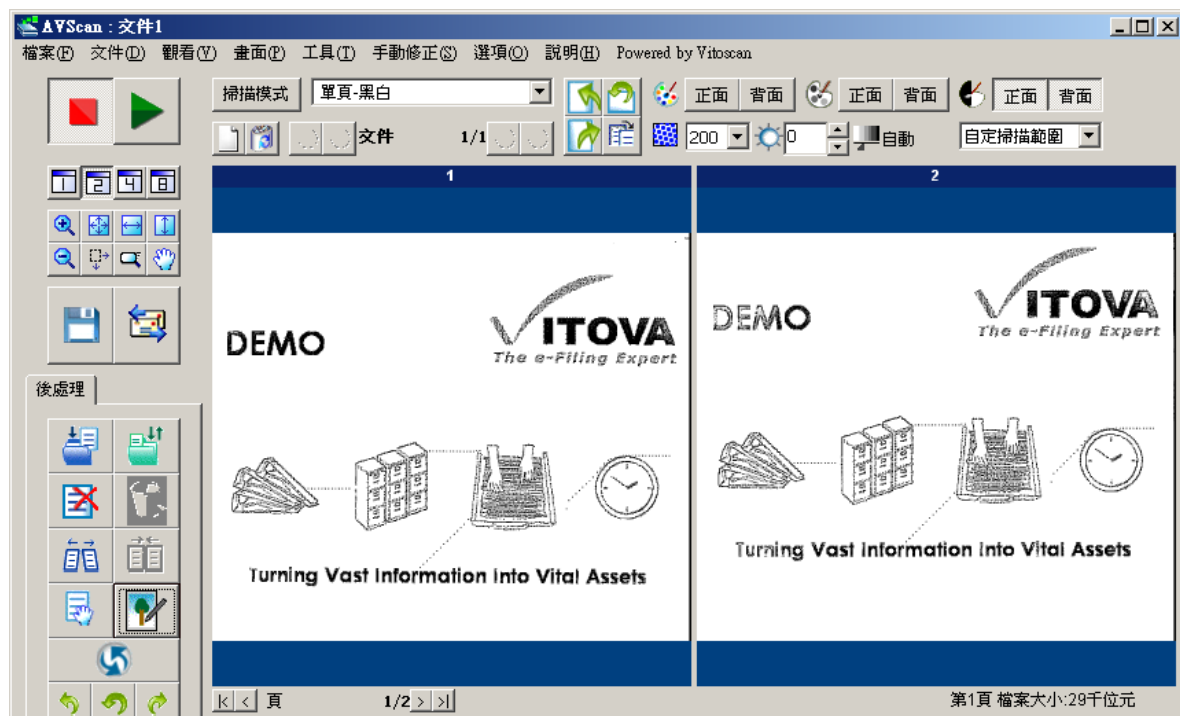 AVScan : 文件1
檔案(F) 文件(D) 觀看(V) 畫面(P) 工具(T) 手動修正(S) 選項(O) 說明(H) Powered by Vitoscan
掃描模式 單頁-黑白 正面 背面 正面 背面 正面 背面
文件 1/1 200 0 自動 自定掃描範圍
1 2 4 8
1 2
DEMO
VITOVA
The e-Filing Expert
Turning Vast Information Into Vital Assets
DEMO
VITOVA
The e-Filing Expert
Turning Vast Information Into Vital Assets
後處理
頁 1/2 第1頁 檔案大小:29千位元